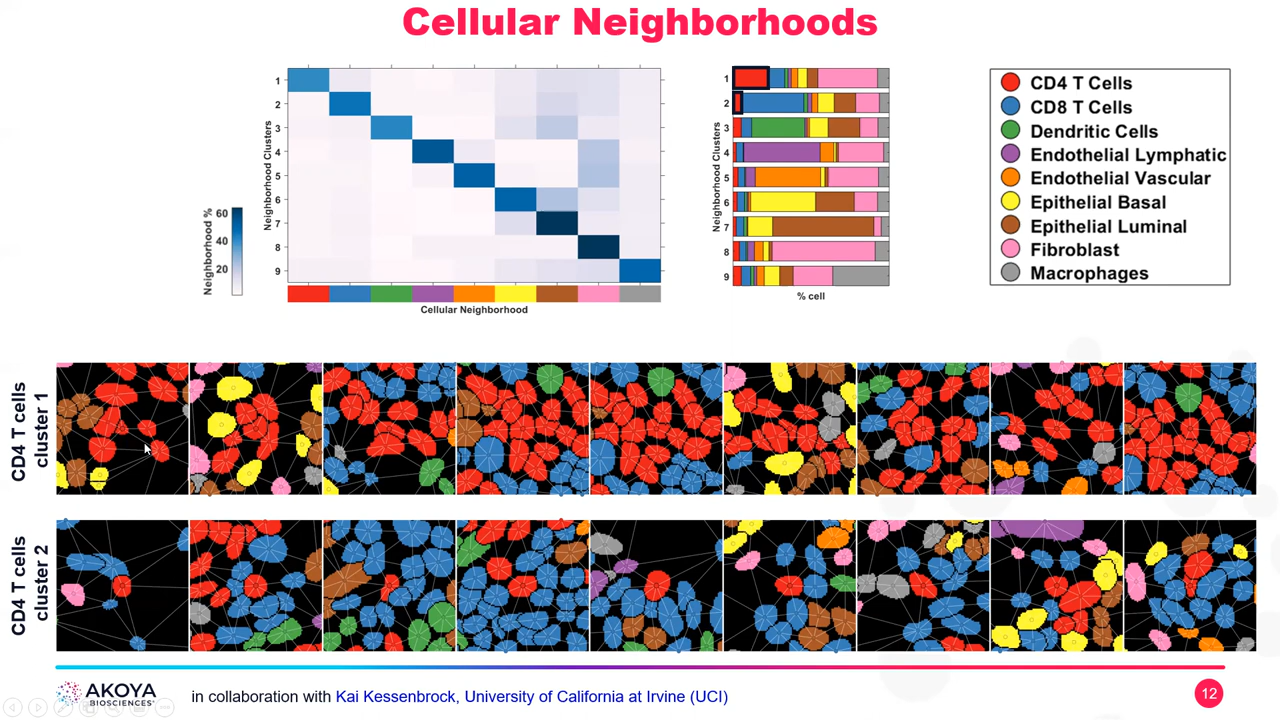 Cellular Neighborhoods
Neighborhood %
60
40
20
Neighborhood Clusters
1
2
3
4
5
6
7
8
9
Cellular Neighborhood
Neighborhood Clusters
1
2
3
4
5
6
7
8
9
% cell
CD4 T Cells
CD8 T Cells
Dendritic Cells
Endothelial Lymphatic
Endothelial Vascular
Epithelial Basal
Epithelial Luminal
Fibroblast
Macrophages
CD4 T cells
cluster 1
CD4 T cells
cluster 2
AKOYA
BIOSCIENCES
in collaboration with Kai Kessenbrock, University of California at Irvine (UCI)
12